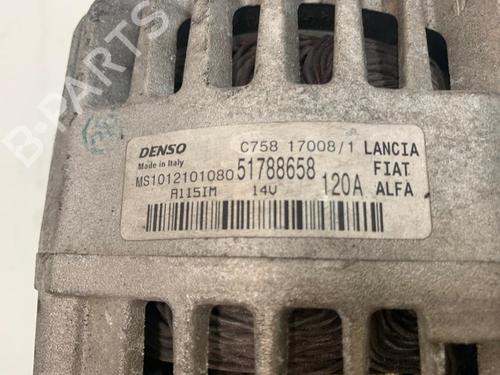 B-PARTS
DENSO
C758 17008/1
LANCIA
Made in Italy
MS1012101080
51788658
FIAT
A115IM
14V
120A
ALFA